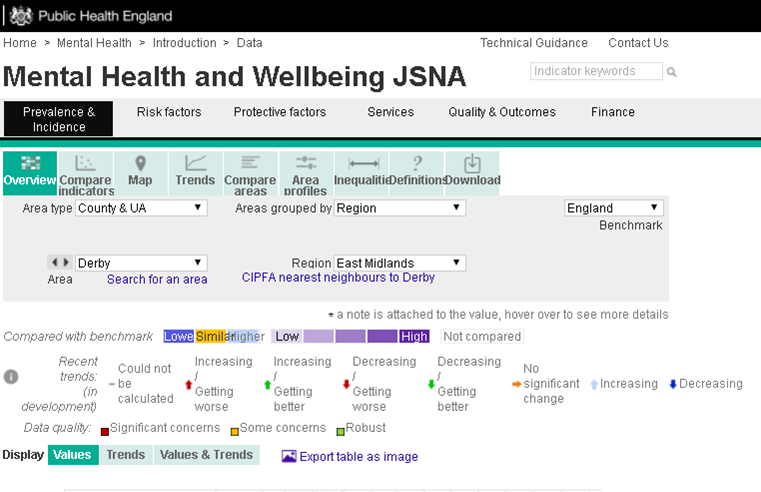 Public Health England
Home > Mental Health > Introduction > Data Technical Guidance Contact Us
Mental Health and Wellbeing JSNA
Indicator keywords
Prevalence & Incidence Risk factors Protective factors Services Quality & Outcomes Finance
Overview Compare indicators Map Trends Compare areas Area profiles Inequalitie Definitions Download
Area type County & UA Areas grouped by Region England
Benchmark
Derby Region East Midlands
Area Search for an area CIPFA nearest neighbours to Derby
* a note is attached to the value, hover over to see more details
Compared with benchmark Lowe Similar Higher Low High Not compared
Recent trends: (in development) Could not be calculated Increasing / Getting worse Increasing / Getting better Decreasing / Getting worse Decreasing / Getting better No significant change Increasing Decreasing
Data quality: Significant concerns Some concerns Robust
Display Values Trends Values & Trends Export table as image